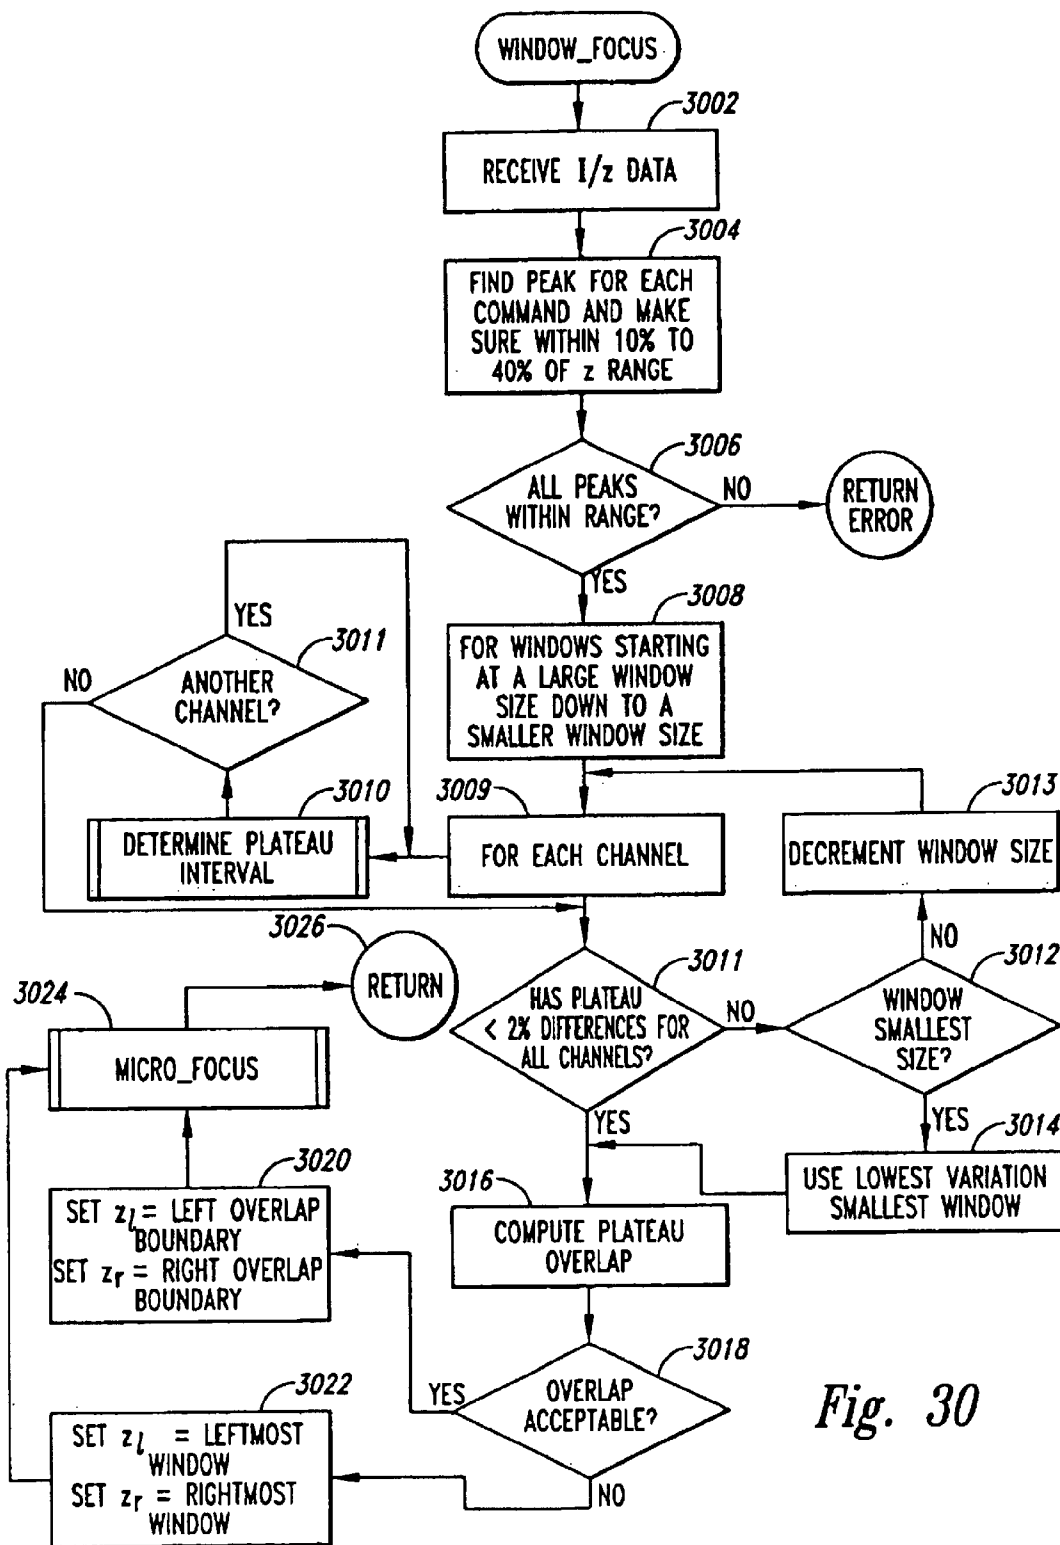 WINDOW_FOCUS
3002
RECEIVE I/z DATA
3004
FIND PEAK FOR EACH
COMMAND AND MAKE
SURE WITHIN 10% TO
40% OF z RANGE
3006
ALL PEAKS
WITHIN RANGE?
NO
RETURN
ERROR
YES
3008
FOR WINDOWS STARTING
AT A LARGE WINDOW
SIZE DOWN TO A
SMALLER WINDOW SIZE
YES
3011
NO
ANOTHER
CHANNEL?
3010
DETERMINE PLATEAU
INTERVAL
3009
FOR EACH CHANNEL
3013
DECREMENT WINDOW SIZE
NO
3026
RETURN
3011
HAS PLATEAU
< 2% DIFFERENCES FOR
ALL CHANNELS?
NO
3012
WINDOW
SMALLEST
SIZE?
YES
3024
MICRO_FOCUS
YES
3014
USE LOWEST VARIATION
SMALLEST WINDOW
3020
SET zl = LEFT OVERLAP
BOUNDARY
SET zr = RIGHT OVERLAP
BOUNDARY
3016
COMPUTE PLATEAU
OVERLAP
3018
YES
OVERLAP
ACCEPTABLE?
NO
3022
SET zl = LEFTMOST
WINDOW
SET zr = RIGHTMOST
WINDOW
Fig. 30